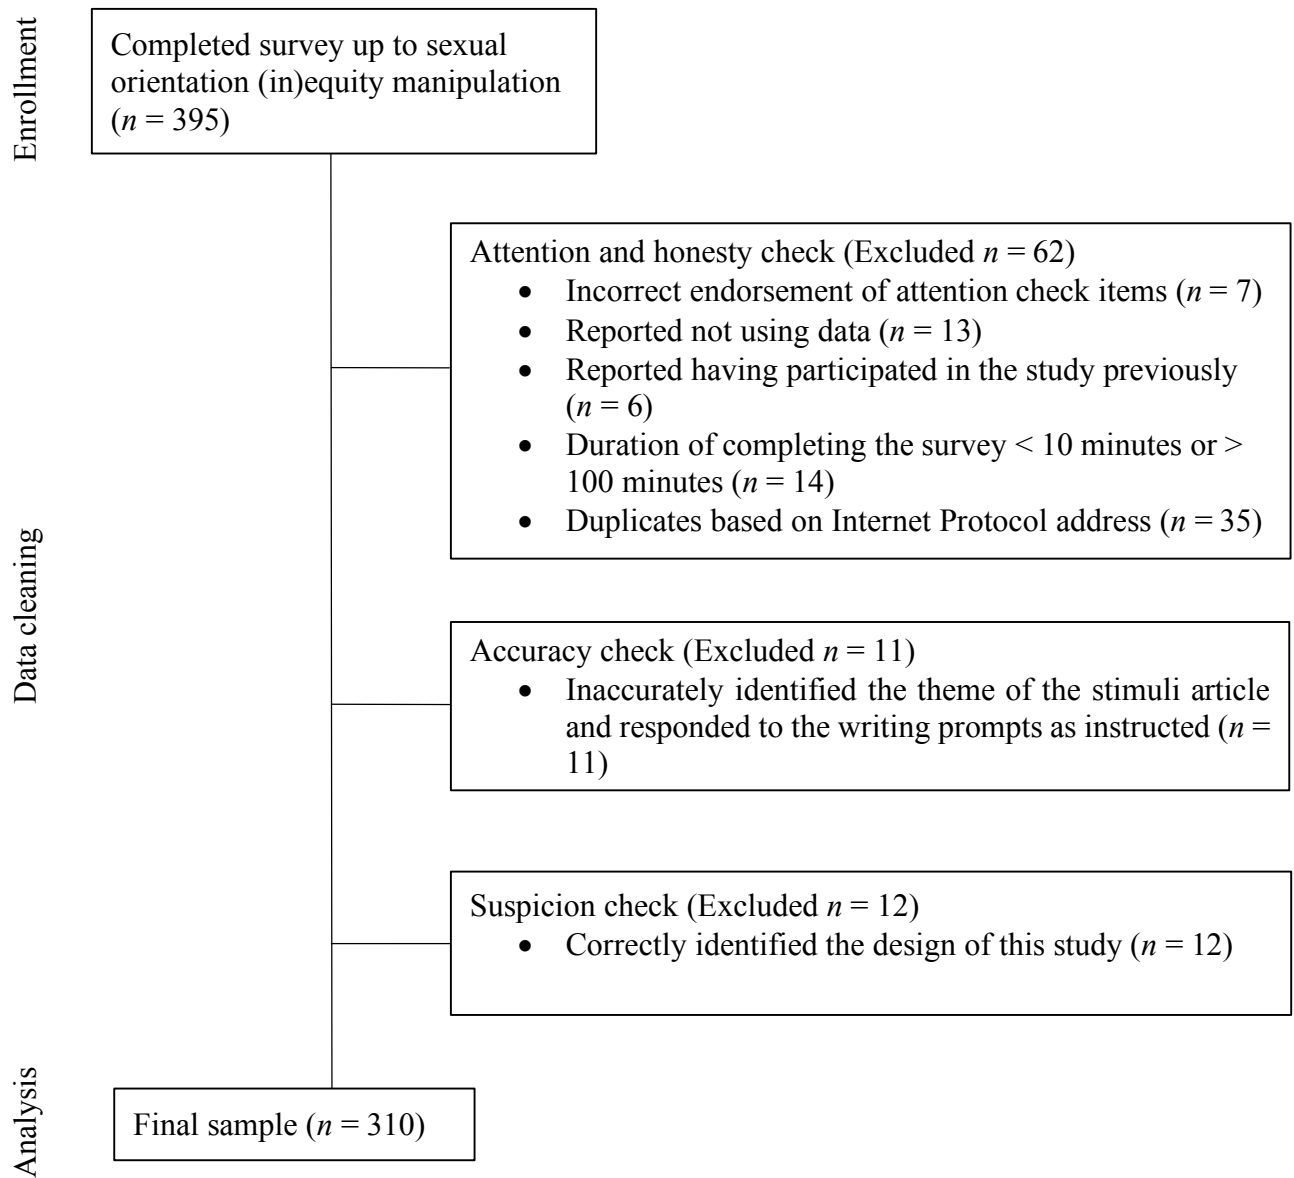 Enrollment
Completed survey up to sexual
orientation (in)equity manipulation
(n = 395)
Data cleaning
Attention and honesty check (Excluded n = 62)
• Incorrect endorsement of attention check items (n = 7)
• Reported not using data (n = 13)
• Reported having participated in the study previously
(n = 6)
• Duration of completing the survey < 10 minutes or >
100 minutes (n = 14)
• Duplicates based on Internet Protocol address (n = 35)
Accuracy check (Excluded n = 11)
• Inaccurately identified the theme of the stimuli article
and responded to the writing prompts as instructed (n =
11)
Suspicion check (Excluded n = 12)
• Correctly identified the design of this study (n = 12)
Analysis
Final sample (n = 310)